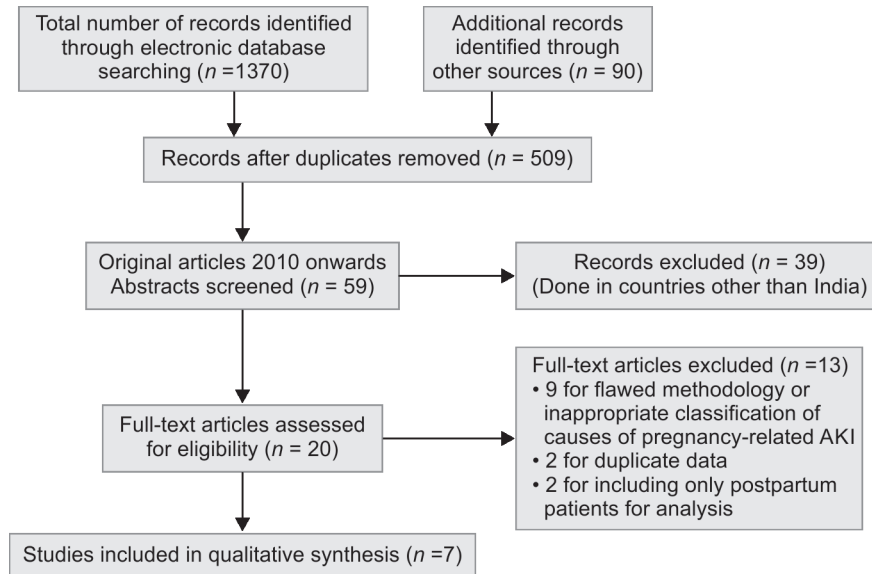 Total number of records identified
through electronic database
searching (n =1370)
Additional records
identified through
other sources (n = 90)
Records after duplicates removed (n = 509)
Original articles 2010 onwards
Abstracts screened (n = 59)
Records excluded (n = 39)
(Done in countries other than India)
Full-text articles assessed
for eligibility (n = 20)
Full-text articles excluded (n =13)
• 9 for flawed methodology or
inappropriate classification of
causes of pregnancy-related AKI
• 2 for duplicate data
• 2 for including only postpartum
patients for analysis
Studies included in qualitative synthesis (n =7)